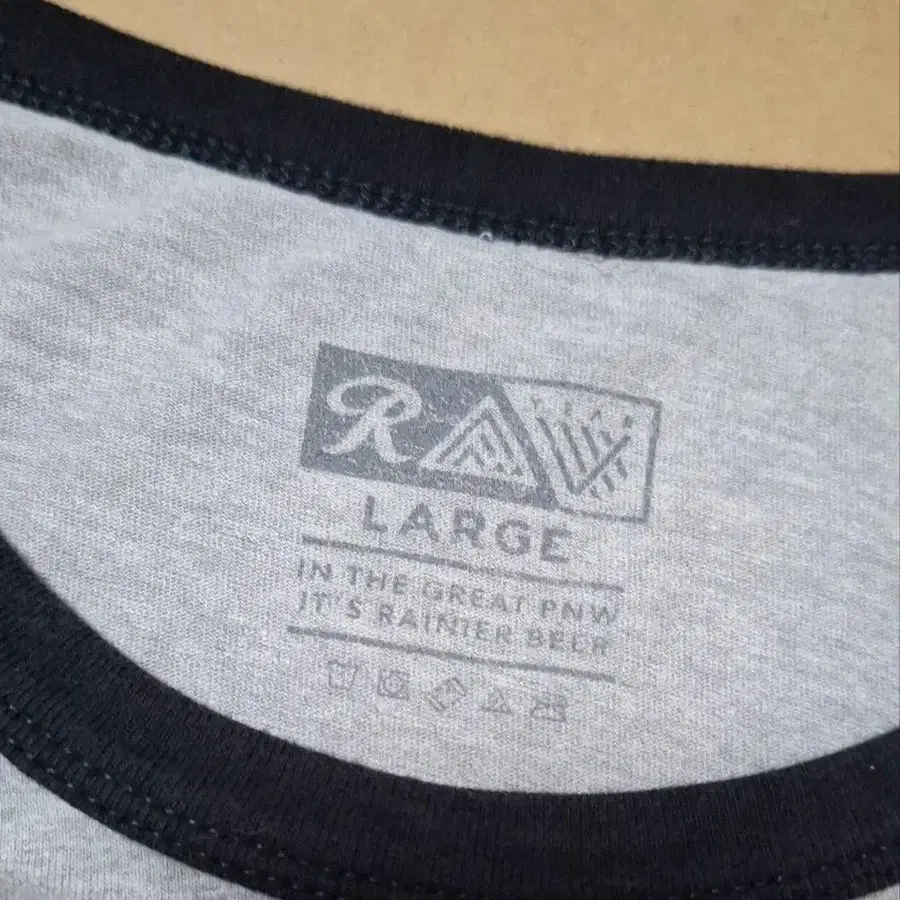 R
LARGE
IN THE GREAT PNW
IT'S RAINIER BEER